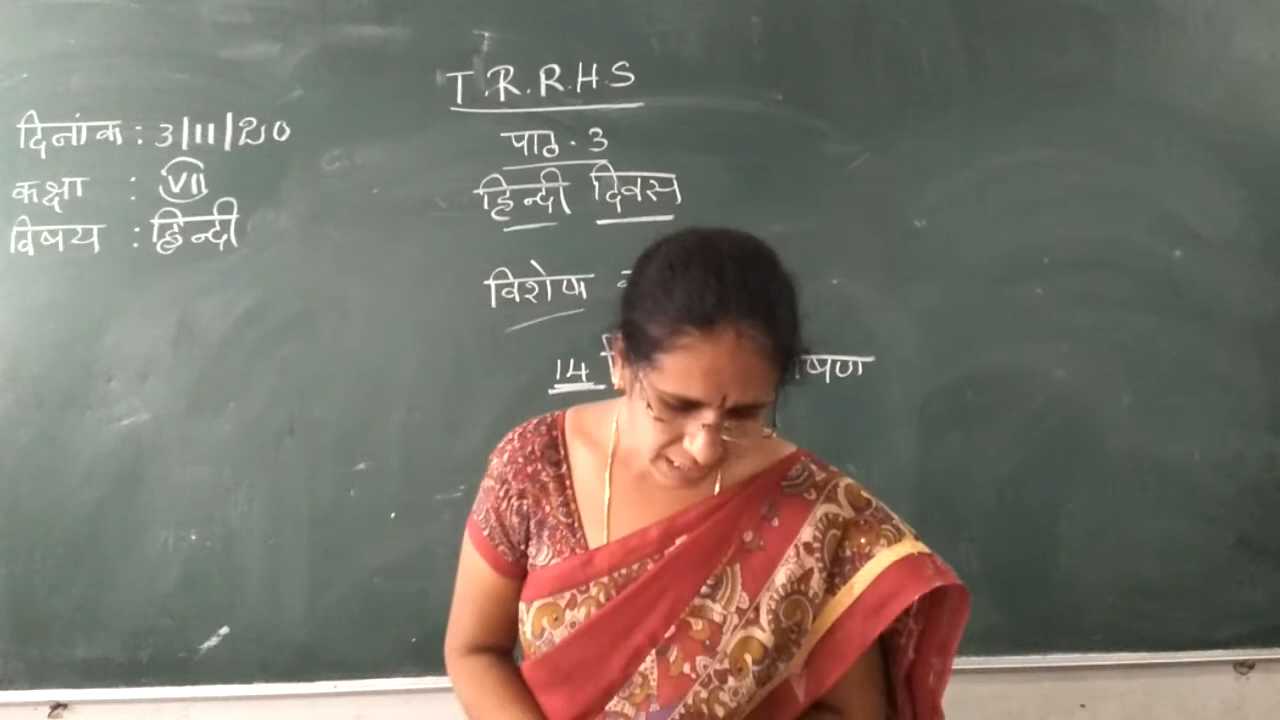 T.R.R.H.S
दिनांक : 3/11/20
पाठ. 3
कक्षा : VII
हिन्दी दिवस
विषय : हिन्दी
विशेष
14